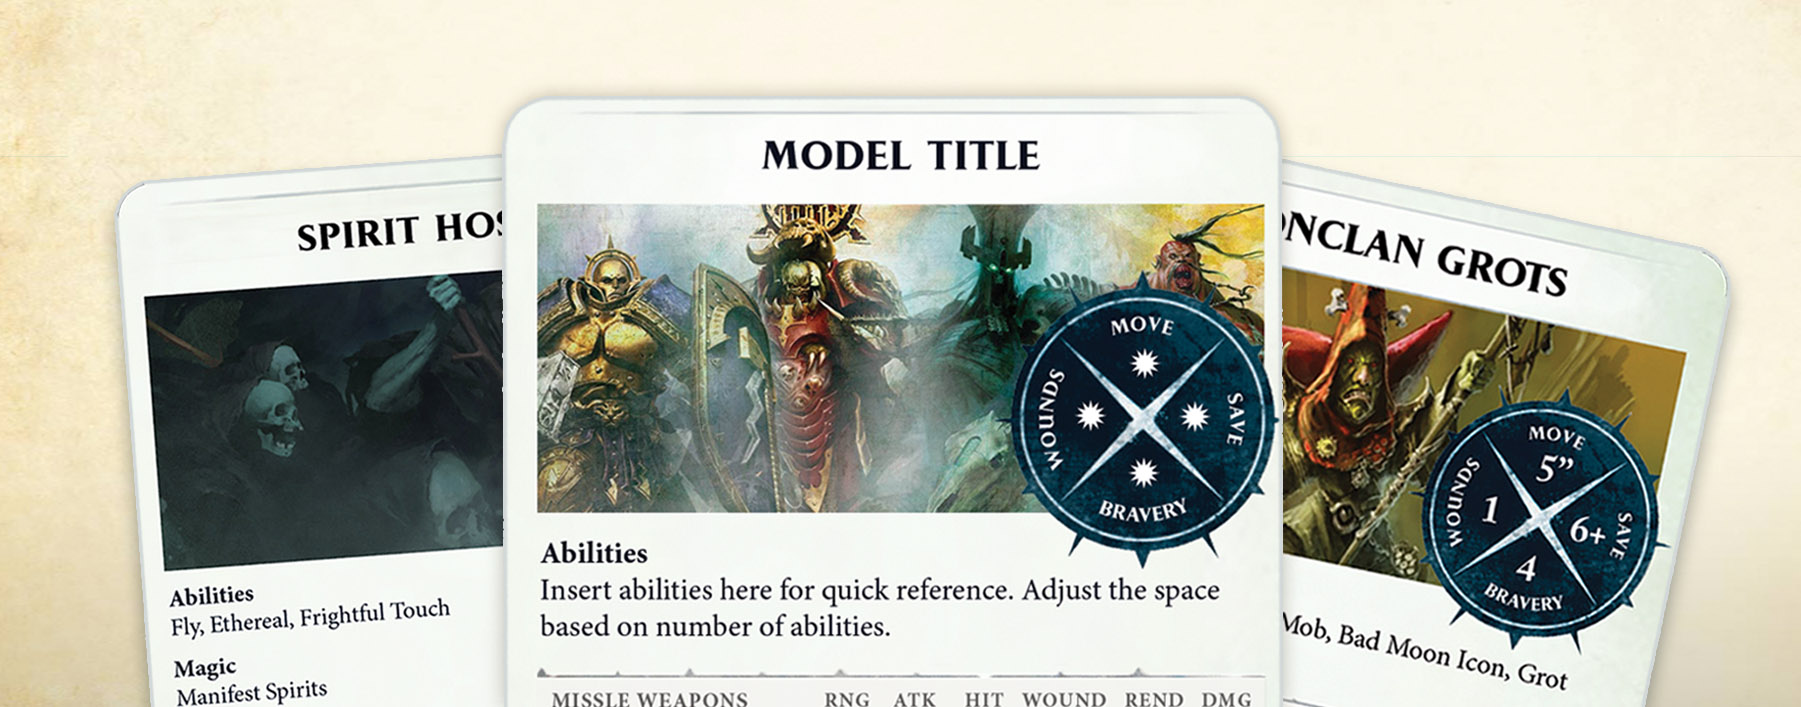 SPIRIT HOS
Abilities
Fly, Ethereal, Frightful Touch
Magic
Manifest Spirits
MODEL TITLE
MOVE
WOUNDS
SAVE
BRAVERY
Abilities
Insert abilities here for quick reference. Adjust the space
based on number of abilities.
MISSLE WEAPONS RNG ATK HIT WOUND REND DMG
ONCLAN GROTS
MOVE
5”
WOUNDS 1 6+ SAVE
4
BRAVERY
Mob, Bad Moon Icon, Grot